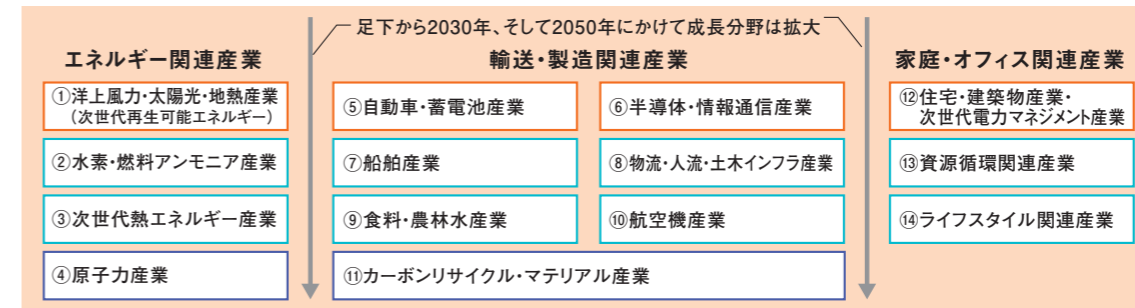 足下から2030年、そして2050年にかけて成長分野は拡大
エネルギー関連産業
①洋上風力・太陽光・地熱産業
(次世代再生可能エネルギー)
②水素・燃料アンモニア産業
③次世代熱エネルギー産業
④原子力産業
輸送・製造関連産業
⑤自動車・蓄電池産業
⑥半導体・情報通信産業
⑦船舶産業
⑧物流・人流・土木インフラ産業
⑨食料・農林水産業
⑩航空機産業
⑪カーボンリサイクル・マテリアル産業
家庭・オフィス関連産業
⑫住宅・建築物産業・
次世代電力マネジメント産業
⑬資源循環関連産業
⑭ライフスタイル関連産業